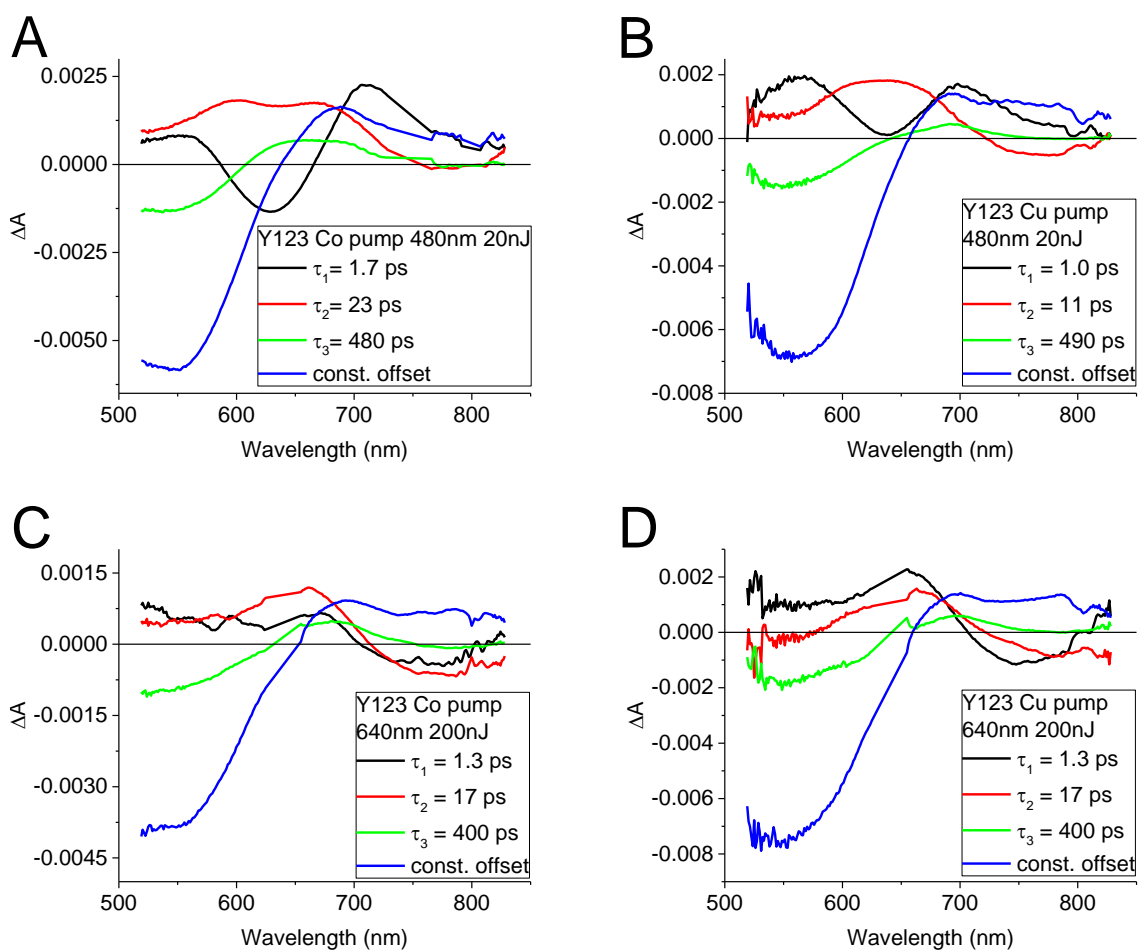 A
0.0025
0.0000
-0.0025
-0.0050
ΔA
Y123 Co pump 480nm 20nJ
τ1= 1.7 ps
τ2= 23 ps
τ3= 480 ps
const. offset
500 600 700 800
Wavelength (nm)
B
0.002
0.000
-0.002
-0.004
-0.006
-0.008
ΔA
Y123 Cu pump
480nm 20nJ
τ1 = 1.0 ps
τ2 = 11 ps
τ3 = 490 ps
const. offset
500 600 700 800
Wavelength (nm)
C
0.0015
0.0000
-0.0015
-0.0030
-0.0045
ΔA
Y123 Co pump
640nm 200nJ
τ1 = 1.3 ps
τ2 = 17 ps
τ3 = 400 ps
const. offset
500 600 700 800
Wavelength (nm)
D
0.002
0.000
-0.002
-0.004
-0.006
-0.008
ΔA
Y123 Cu pump
640nm 200nJ
τ1 = 1.3 ps
τ2 = 17 ps
τ3 = 400 ps
const. offset
500 600 700 800
Wavelength (nm)